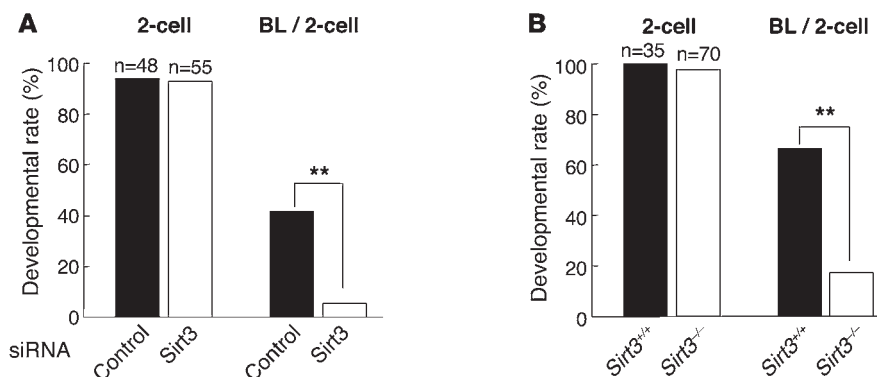 A
2-cell
BL / 2-cell
Developmental rate (%)
100
80
60
40
20
0
n=48
n=55
**
siRNA
Control
Sirt3
Control
Sirt3
B
2-cell
BL / 2-cell
Developmental rate (%)
100
80
60
40
20
0
n=35
n=70
**
Sirt3+/+
Sirt3-/-
Sirt3+/+
Sirt3-/-